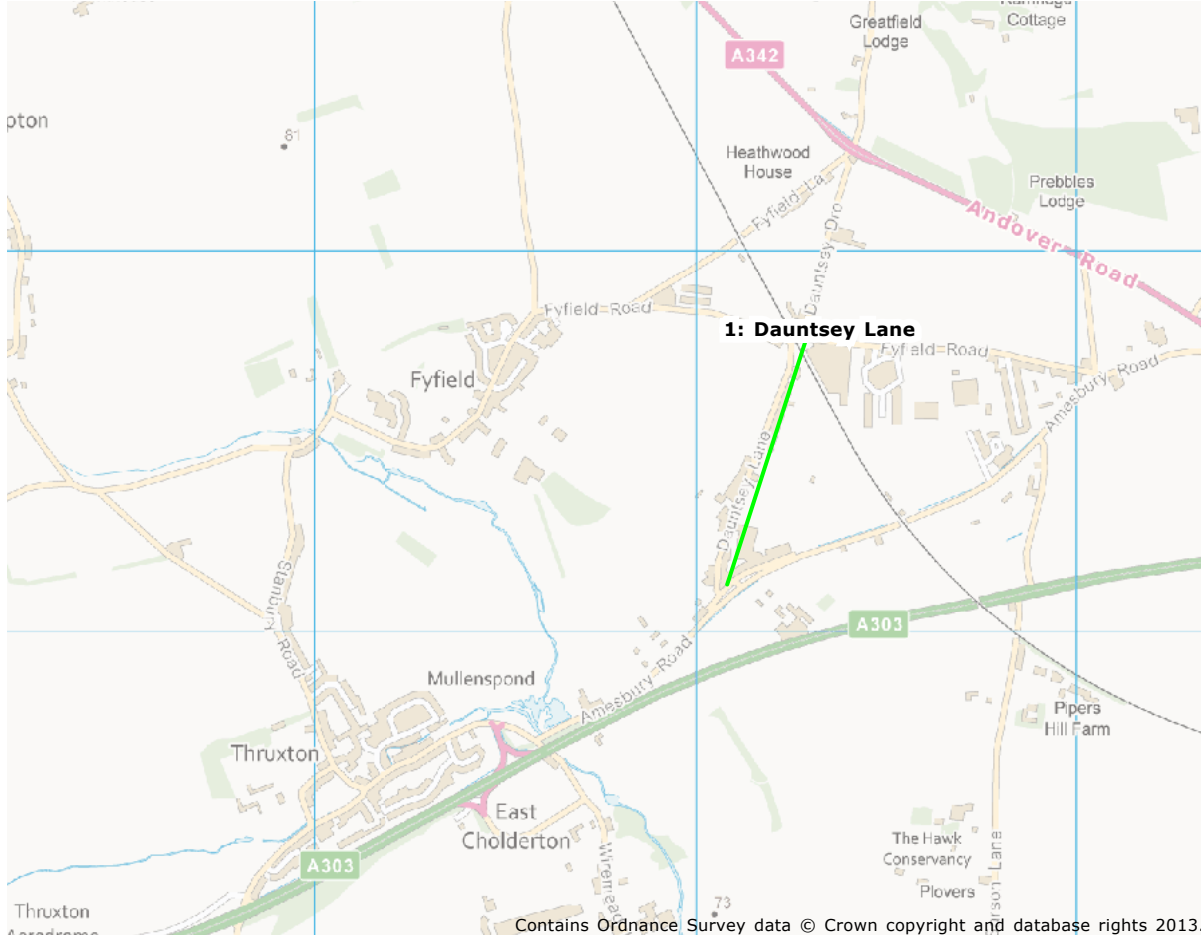 Greatfield
Lodge
Cottage
A342
81
Heathwood
House
Prebbles
Lodge
Fyfield La
Andover Road
Dauntsey Dro
Fyfield Road
1: Dauntsey Lane
Fyfield Road
Fyfield
Amesbury Road
Dauntsey Lane
Stanbury
Road
A303
Mullenspond
Amesbury Road
Pipers
Hill Farm
Thruxton
East
Cholderton
The Hawk
Conservancy
A303
Plovers
Thruxton
73
Contains Ordnance Survey data © Crown copyright and database rights 2013